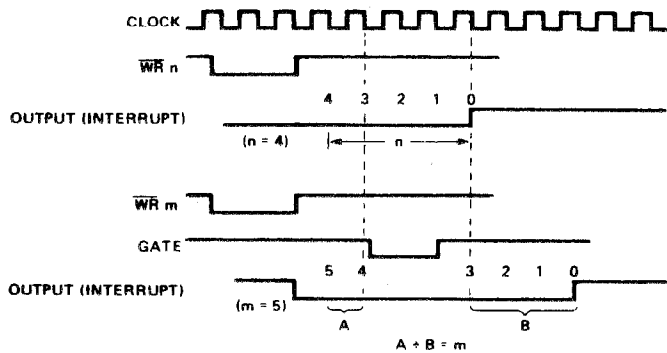 CLOCK
WR n
4 3 2 1 0
OUTPUT (INTERRUPT)
(n = 4)
n
WR m
GATE
5 4 3 2 1 0
OUTPUT (INTERRUPT)
(m = 5)
A B
A + B = m